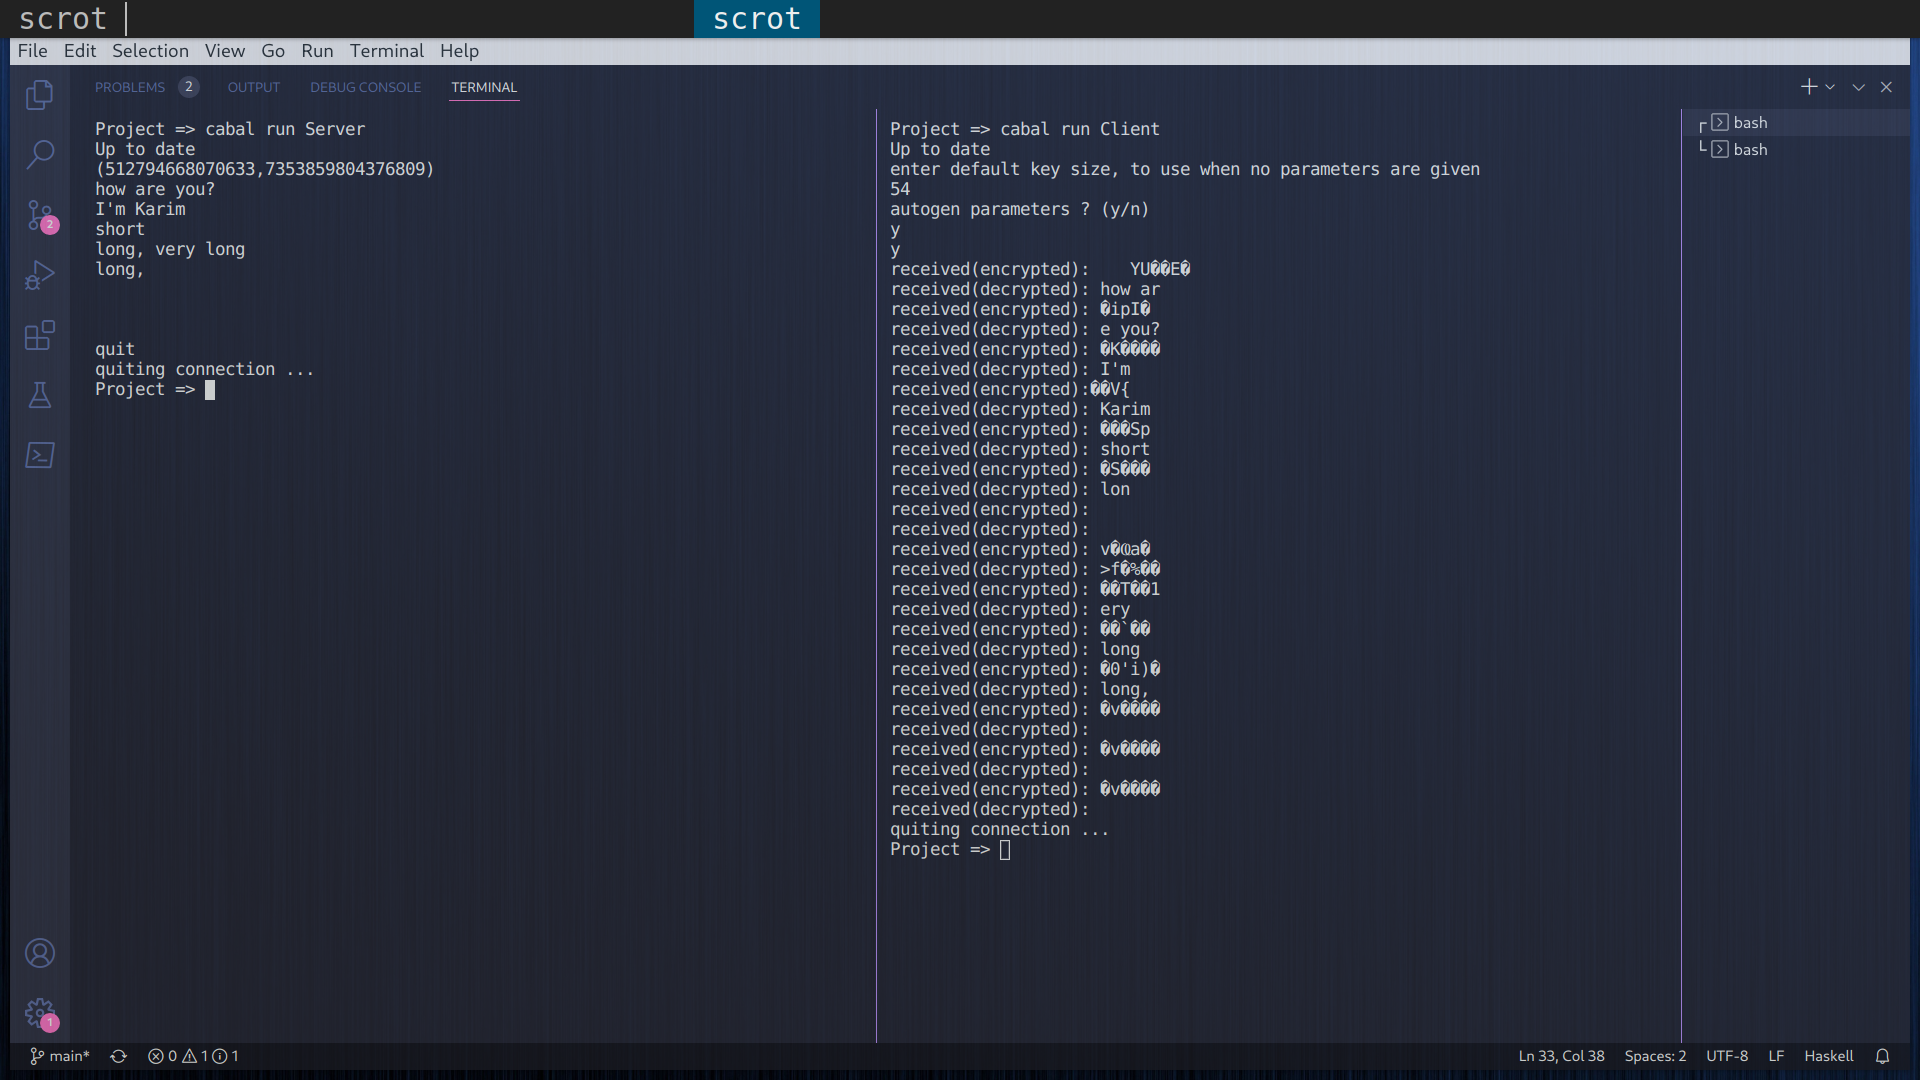 scrot
scrot
File Edit Selection View Go Run Terminal Help
PROBLEMS 2 OUTPUT DEBUG CONSOLE TERMINAL
Project => cabal run Server
Up to date
(512794668070633,7353859804376809)
how are you?
I'm Karim
short
long, very long
long,
quit
quiting connection ...
Project =>
Project => cabal run Client
Up to date
enter default key size, to use when no parameters are given
54
autogen parameters ? (y/n)
y
y
received(encrypted):    YU��E�
received(decrypted): how ar
received(encrypted): �ipI�
received(decrypted): e you?
received(encrypted): �K����
received(decrypted): I'm
received(encrypted):��V{
received(decrypted): Karim
received(encrypted): ���Sp
received(decrypted): short
received(encrypted): �S���
received(decrypted): lon
received(encrypted):
received(decrypted):
received(encrypted):
received(decrypted): >f�%��
received(encrypted): ��T��1
received(decrypted): ery
received(encrypted): ��`��
received(decrypted): long
received(encrypted): �0'i)�
received(decrypted): long,
received(encrypted): �v����
received(decrypted):
received(encrypted): �v����
received(decrypted):
received(encrypted): �v����
received(decrypted):
quiting connection ...
Project =>
bash
bash
2
1
main* 0 1 1 Ln 33, Col 38 Spaces: 2 UTF-8 LF Haskell